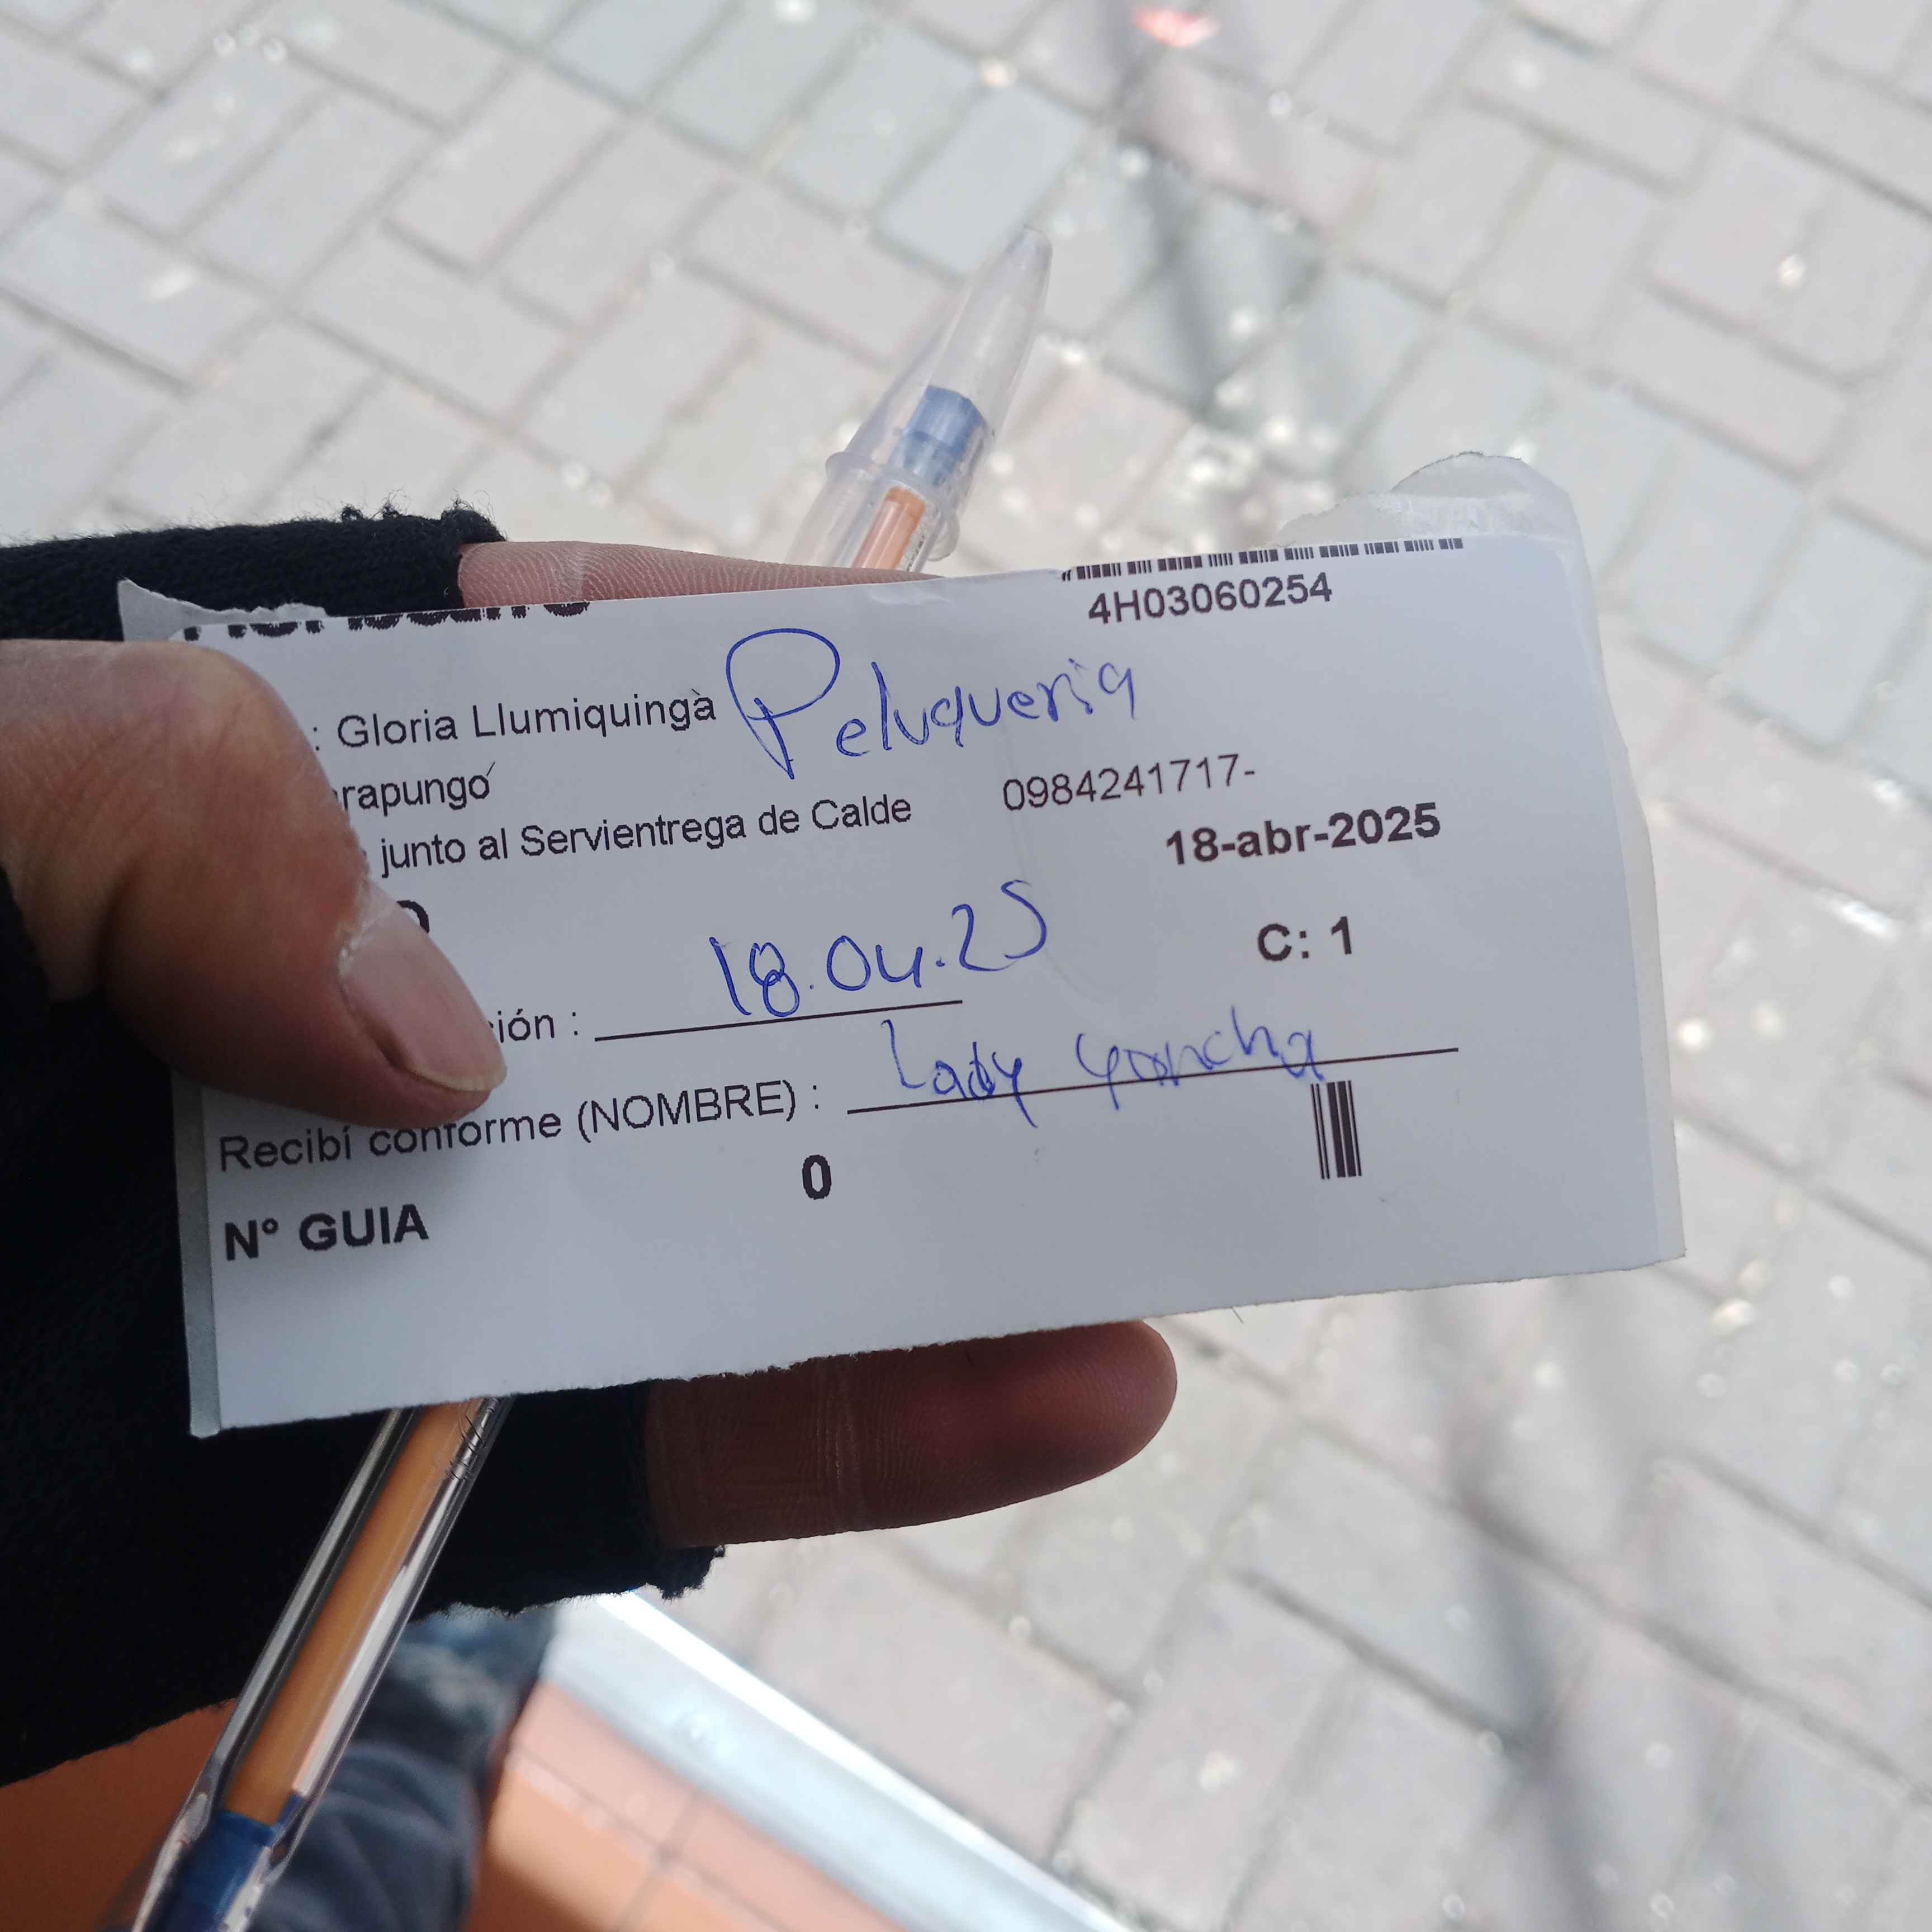 4H03060254
: Gloria Llumiquinga Peluqueria
rapungo
junto al Servientrega de Calde 0984241717-
18-abr-2025
C: 1
ión : 18.04.25
Recibí conforme (NOMBRE) : Lady
Nº GUIA 0